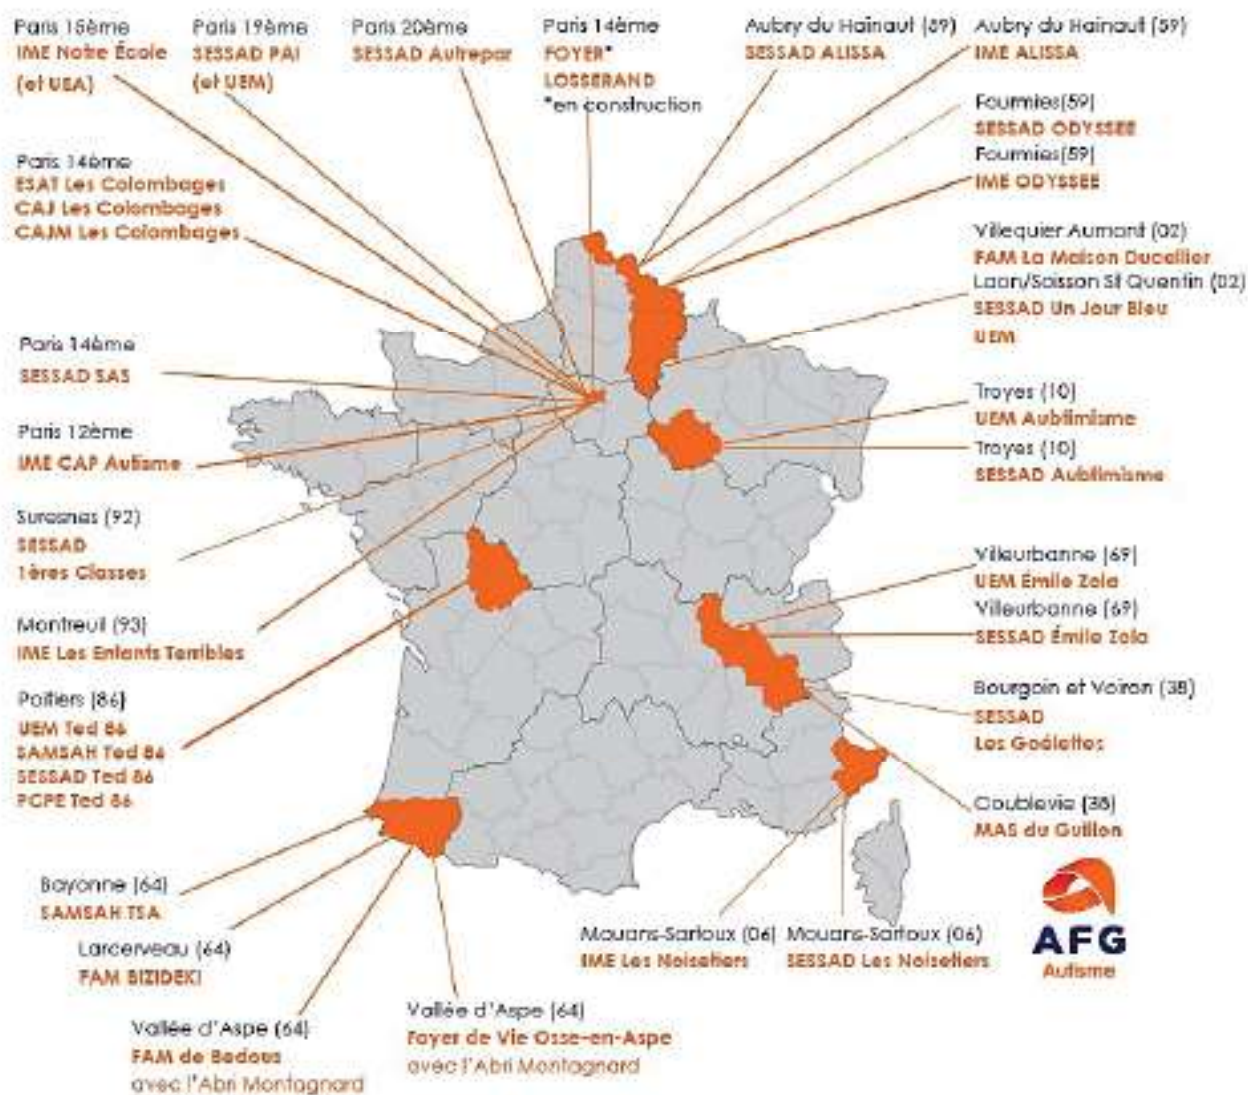 Paris 15ème
IME Notre École
(et UEA)
Paris 19ème
SESSAD PAI
(et UEM)
Paris 20ème
SESSAD Autrepar
Paris 14ème
FOYER*
LOSSERAND
*en construction
Aubry du Hainaut (59)
SESSAD ALISSA
Aubry du Hainaut (59)
IME ALISSA
Fourmies(59)
SESSAD ODYSSEE
Fourmies(59)
IME ODYSSEE
Paris 14ème
ESAT Les Colombages
CAJ Les Colombages
CAJM Les Colombages
Villequier Aumont (02)
FAM La Maison Ducellier
Laon/Soisson St Quentin (02)
SESSAD Un Jour Bleu
UEM
Paris 14ème
SESSAD SAS
Troyes (10)
UEM Aubtimisme
Troyes (10)
SESSAD Aubtimisme
Paris 12ème
IME CAP Autisme
Suresnes (92)
SESSAD
1ères Classes
Villeurbanne (69)
UEM Émile Zola
Villeurbanne (69)
SESSAD Émile Zola
Montreuil (93)
IME Les Enfants Terribles
Bourgoin et Voiron (38)
SESSAD
Les Goélettes
Poitiers (86)
UEM Ted 86
SAMSAH Ted 86
SESSAD Ted 86
PCPE Ted 86
Coublevie (38)
MAS du Guillon
Bayonne (64)
SAMSAH TSA
Larcerveau (64)
FAM BIZIDEKI
Vallée d'Aspe (64)
FAM de Bedous
avec l'Abri Montagnard
Vallée d'Aspe (64)
Foyer de Vie Osse-en-Aspe
avec l'Abri Montagnard
Mouans-Sartoux (06)
IME Les Noisetiers
Mouans-Sartoux (06)
SESSAD Les Noisetiers
AFG
Autisme